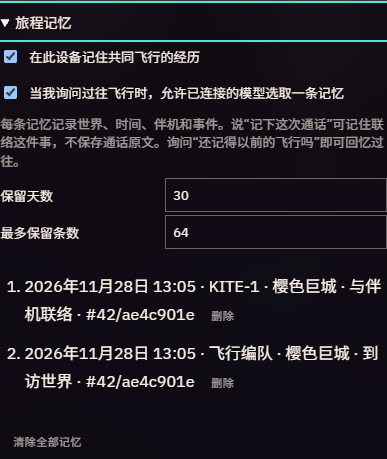 ▼ 旅程记忆
在此设备记住共同飞行的经历
当我询问过往飞行时，允许已连接的模型选取一条记忆
每条记忆记录世界、时间、伴机和事件。说“记下这次通话”可记住联
络这件事，不保存通话原文。询问“还记得以前的飞行吗”即可回忆过
往。
保留天数 30
最多保留条数 64
1. 2026年11月28日 13:05 · KITE-1 · 樱色巨城 · 与伴
机联络 · #42/ae4c901e 删除
2. 2026年11月28日 13:05 · 飞行编队 · 樱色巨城 · 到
访世界 · #42/ae4c901e 删除
清除全部记忆